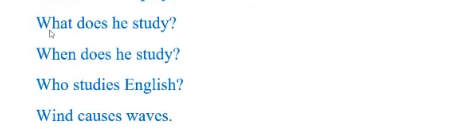 What does he study?
When does he study?
Who studies English?
Wind causes waves.